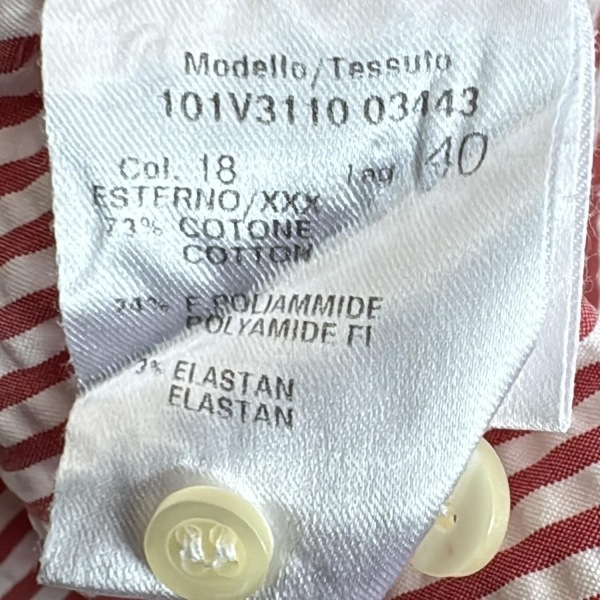 Modello/Tessuto
101V3110 03443
Col. 18 Lag 40
ESTERNO/XXX
73% COTONE
COTTON
24% F.POLIAMMIDE
POLYAMIDE FI
3% ELASTAN
ELASTAN